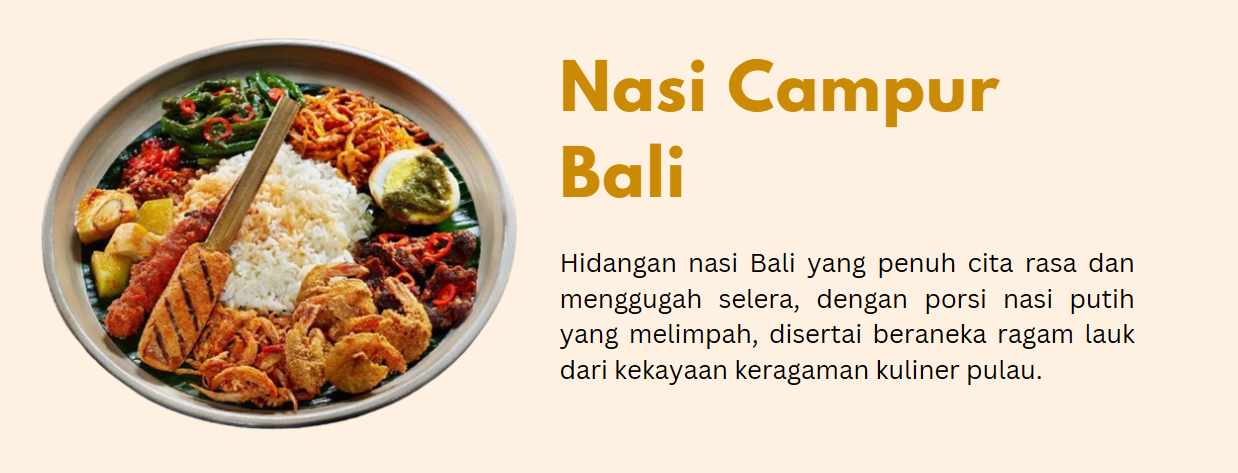 Nasi Campur
Bali
Hidangan nasi Bali yang penuh cita rasa dan
menggugah selera, dengan porsi nasi putih
yang melimpah, disertai beraneka ragam lauk
dari kekayaan keragaman kuliner pulau.